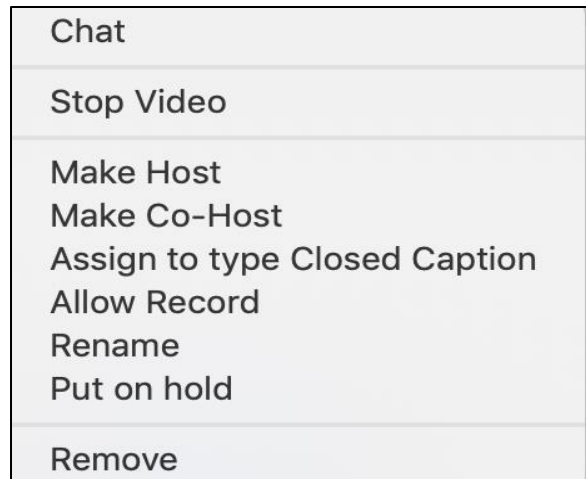 Chat
Stop Video
Make Host
Make Co-Host
Assign to type Closed Caption
Allow Record
Rename
Put on hold
Remove